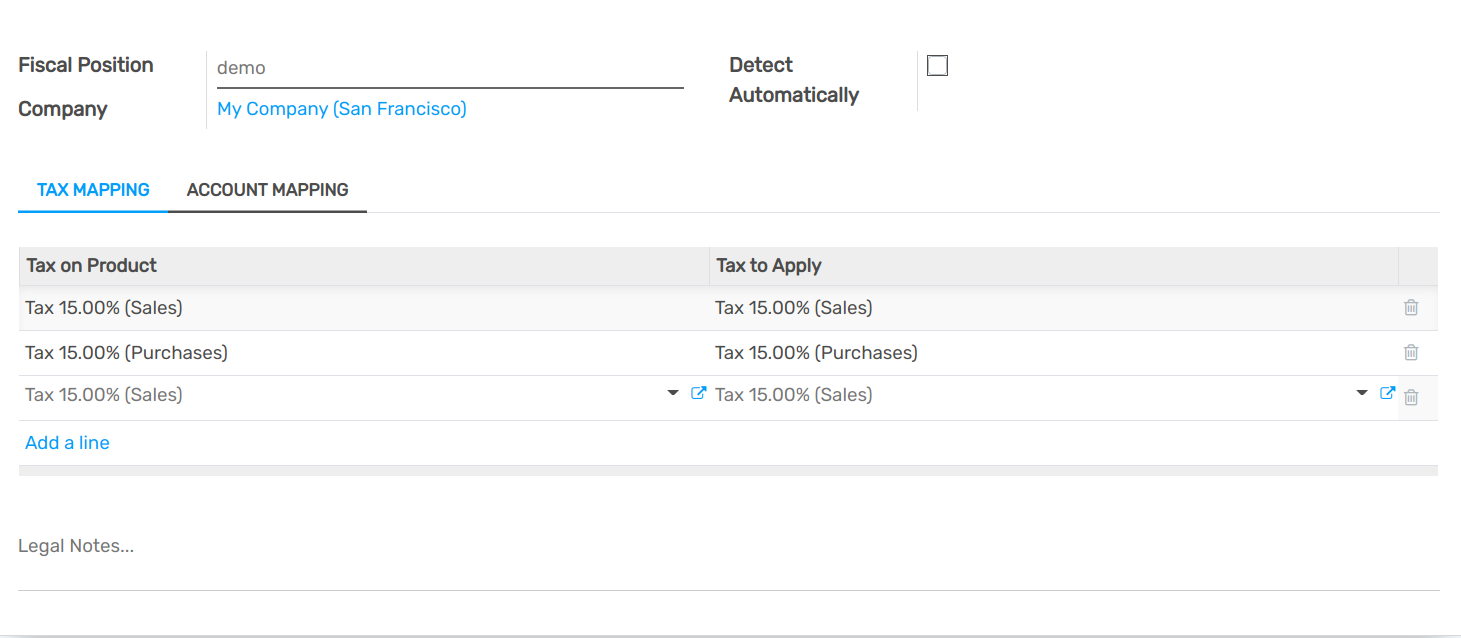 Fiscal Position demo Detect
Automatically
Company My Company (San Francisco)
TAX MAPPING ACCOUNT MAPPING
Tax on Product Tax to Apply
Tax 15.00% (Sales) Tax 15.00% (Sales)
Tax 15.00% (Purchases) Tax 15.00% (Purchases)
Tax 15.00% (Sales) Tax 15.00% (Sales)
Add a line
Legal Notes...